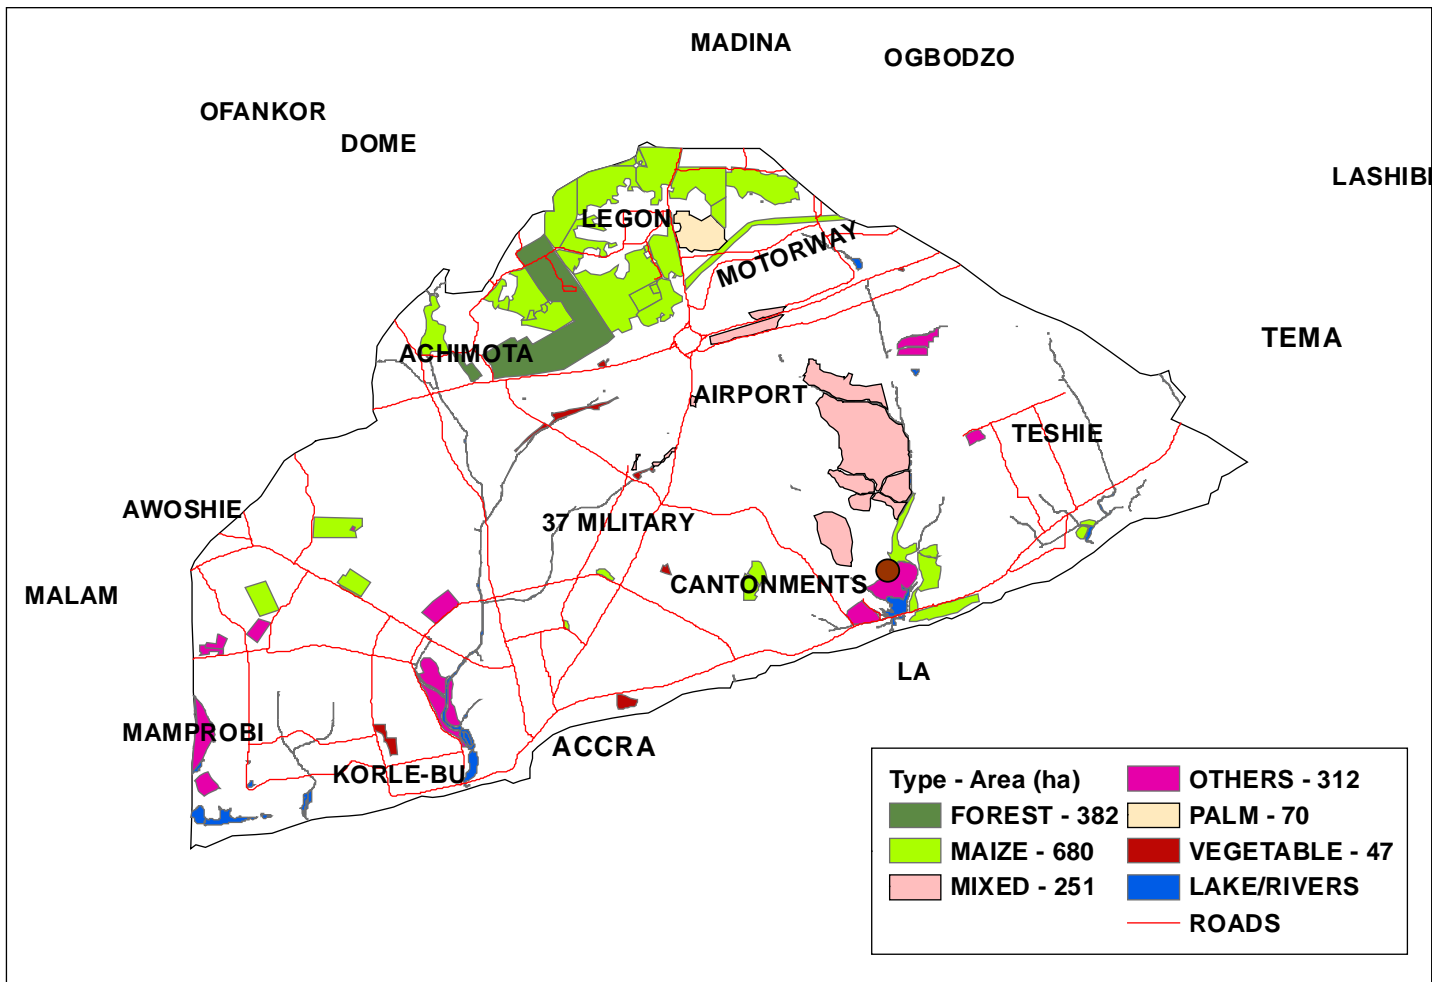 MADINA
OGBODZO
OFANKOR
DOME
LASHIBI
LEGON
MOTORWAY
TEMA
ACHIMOTA
AIRPORT
TESHIE
AWOSHIE
37 MILITARY
CANTONMENTS
MALAM
LA
MAMPROBI
ACCRA
KORLE-BU
Type - Area (ha)
FOREST - 382
MAIZE - 680
MIXED - 251
OTHERS - 312
PALM - 70
VEGETABLE - 47
LAKE/RIVERS
ROADS